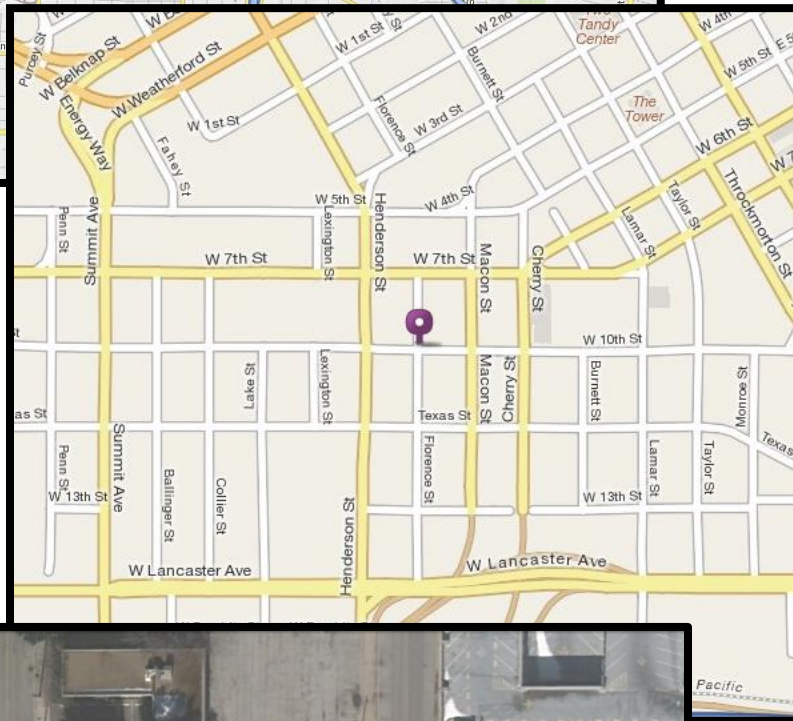 Purcey St
W Belknap St
W Weatherford St
Energy Way
W 1st St
Fahey St
W 1st St
Florence St
W 3rd St
W 2nd
Burnett St
Tandy
Center
W 4th
W 5th St
E 5
The
Tower
W 6th St
W 7
Throckmorton St
Taylor St
Lamar St
W 4th St
W 5th St
Penn St
Summit Ave
Lexington St
Henderson St
W 7th St
W 7th St
Macon St
Cherry St
W 10th St
Lake St
Lexington St
Macon St
Cherry St
Burnett St
Monroe St
as St
Texas St
Texas
Penn St
Summit Ave
Ballinger St
Collier St
Florence St
Lamar St
Taylor St
W 13th St
W 13th St
Henderson St
W Lancaster Ave
W Lancaster Ave
Pacific